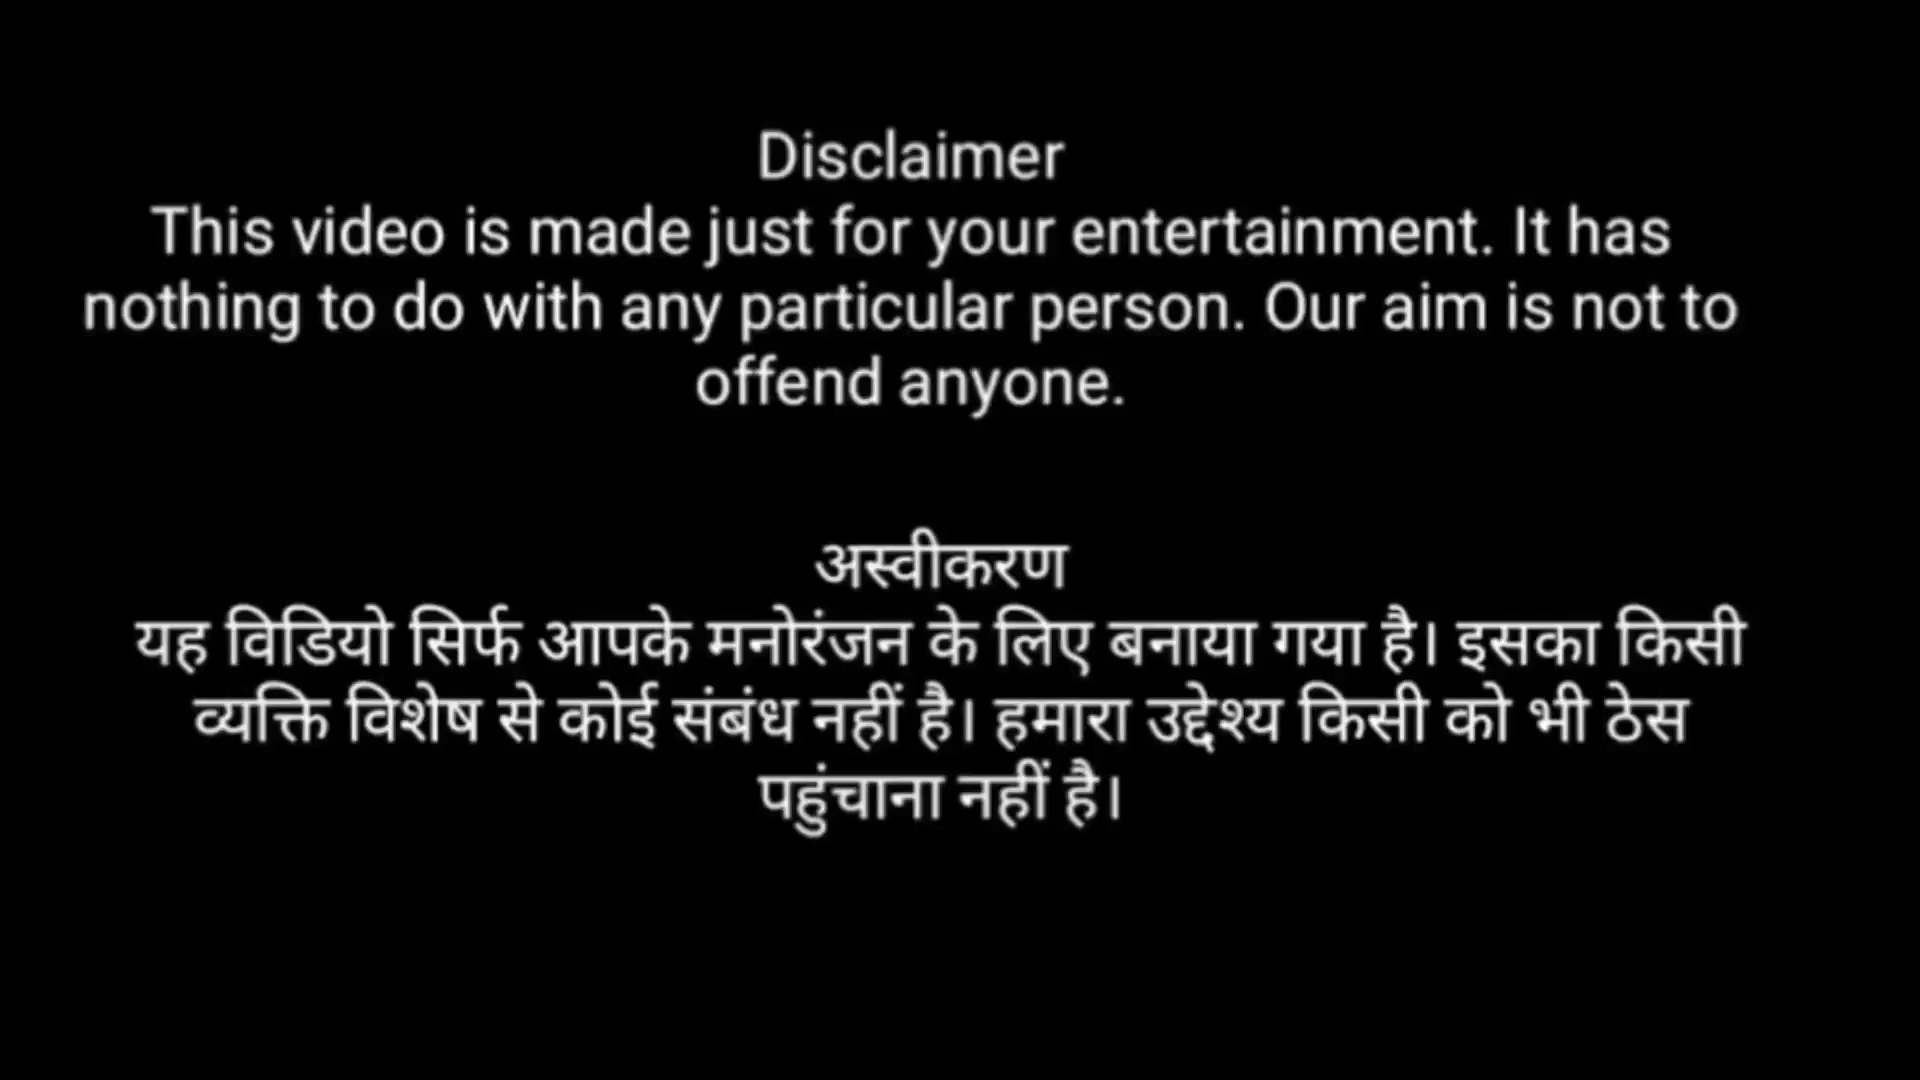 Disclaimer
This video is made just for your entertainment. It has
nothing to do with any particular person. Our aim is not to
offend anyone.
अस्वीकरण
यह विडियो सिर्फ आपके मनोरंजन के लिए बनाया गया है। इसका किसी
व्यक्ति विशेष से कोई संबंध नहीं है। हमारा उद्देश्य किसी को भी ठेस
पहुंचाना नहीं है।